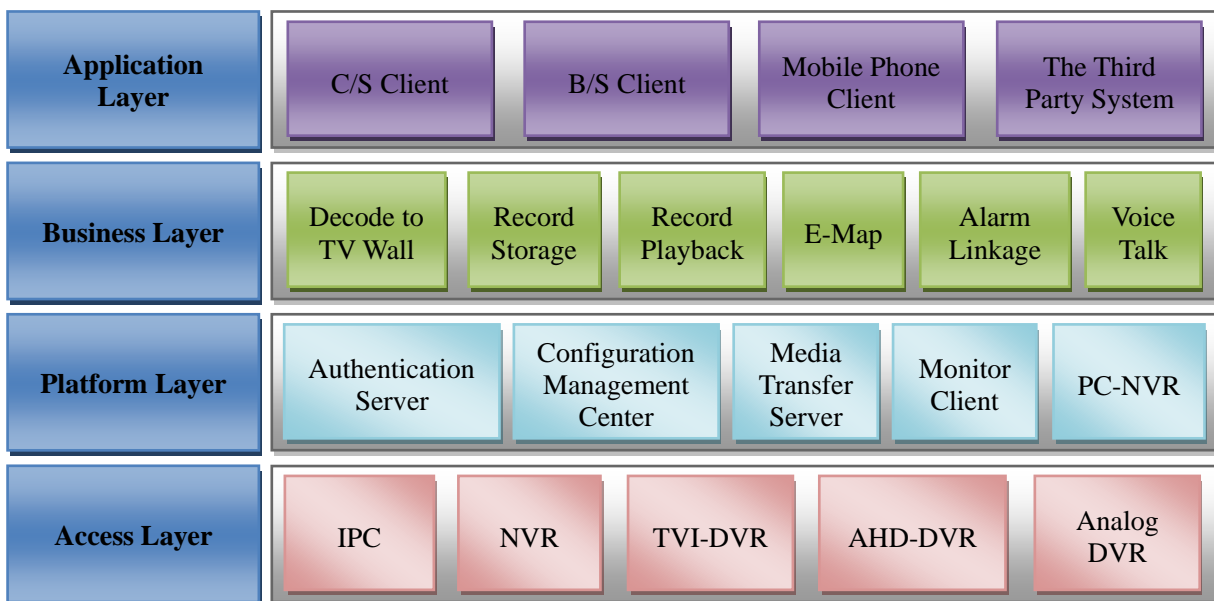 Application
Layer
C/S Client
B/S Client
Mobile Phone
Client
The Third
Party System
Business Layer
Decode to
TV Wall
Record
Storage
Record
Playback
E-Map
Alarm
Linkage
Voice
Talk
Platform Layer
Authentication
Server
Configuration
Management
Center
Media
Transfer
Server
Monitor
Client
PC-NVR
Access Layer
IPC
NVR
TVI-DVR
AHD-DVR
Analog
DVR